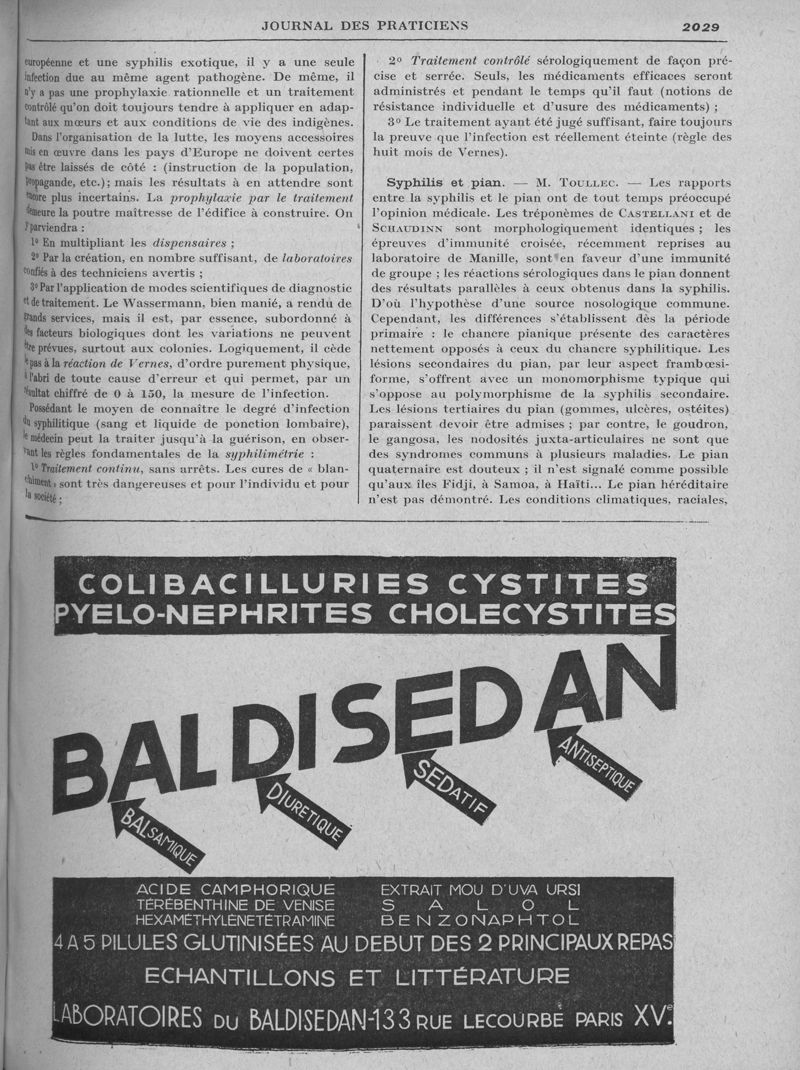 JOURNAL DES PRATICIENS 2029
européenne et une syphilis exotique, il y a une seule
infection due au même agent pathogène. De même, il
n'y a pas une prophylaxie rationnelle et un traitement
contrôlé qu'on doit toujours tendre à appliquer en adap-
tant aux mœurs et aux conditions de vie des indigènes.
Dans l'organisation de la lutte, les moyens accessoires
mis en œuvre dans les pays d'Europe ne doivent certes
pas être laissés de côté : (instruction de la population,
propagande, etc.) ; mais les résultats à en attendre sont
encore plus incertains. La prophylaxie par le traitement
demeure la poutre maîtresse de l'édifice à construire. On
y parviendra :
1º En multipliant les dispensaires ;
2º Par la création, en nombre suffisant, de laboratoires
confiés à des techniciens avertis ;
3º Par l'application de modes scientifiques de diagnostic
et de traitement. Le Wassermann, bien manié, a rendu de
grands services, mais il est, par essence, subordonné à
des facteurs biologiques dont les variations ne peuvent
être prévues, surtout aux colonies. Logiquement, il cède
le pas à la réaction de Vernes, d'ordre purement physique,
à l'abri de toute cause d'erreur et qui permet, par un
résultat chiffré de 0 à 150, la mesure de l'infection.
Possédant le moyen de connaître le degré d'infection
du syphilitique (sang et liquide de ponction lombaire),
le médecin peut la traiter jusqu'à la guérison, en obser-
vant les règles fondamentales de la syphilimétrie :
1º Traitement continu, sans arrêts. Les cures de « blan-
chiment » sont très dangereuses et pour l'individu et pour
la société ;
2º Traitement contrôlé sérologiquement de façon pré-
cise et serrée. Seuls, les médicaments efficaces seront
administrés et pendant le temps qu'il faut (notions de
résistance individuelle et d'usure des médicaments) ;
3º Le traitement ayant été jugé suffisant, faire toujours
la preuve que l'infection est réellement éteinte (règle des
huit mois de Vernes).
Syphilis et pian. — M. TOULLEC. — Les rapports
entre la syphilis et le pian ont de tout temps préoccupé
l'opinion médicale. Les tréponèmes de CASTELLANI et de
SCHAUDINN sont morphologiquement identiques ; les
épreuves d'immunité croisée, récemment reprises au
laboratoire de Manille, sont en faveur d'une immunité
de groupe ; les réactions sérologiques dans le pian donnent
des résultats parallèles à ceux obtenus dans la syphilis.
D'où l'hypothèse d'une source nosologique commune.
Cependant, les différences s'établissent dès la période
primaire : le chancre pianique présente des caractères
nettement opposés à ceux du chancre syphilitique. Les
lésions secondaires du pian, par leur aspect frambœsi-
forme, s'offrent avec un monomorphisme typique qui
s'oppose au polymorphisme de la syphilis secondaire.
Les lésions tertiaires du pian (gommes, ulcères, ostéites)
paraissent devoir être admises ; par contre, le goudron,
le gangosa, les nodosités juxta-articulaires ne sont que
des syndromes communs à plusieurs maladies. Le pian
quaternaire est douteux ; il n'est signalé comme possible
qu'aux îles Fidji, à Samoa, à Haïti... Le pian héréditaire
n'est pas démontré. Les conditions climatiques, raciales,
COLIBACILLURIES CYSTITES
PYELO-NEPHRITES CHOLECYSTITES
BALDISEDAN
BALSAMIQUE
DIURETIQUE
SEDATIF
ANTISEPTIQUE
ACIDE CAMPHORIQUE EXTRAIT MOU D'UVA URSI
TÉRÉBENTHINE DE VENISE SALOL
HEXAMÉTHYLÈNETÉTRAMINE BENZONAPHTOL
4 A 5 PILULES GLUTINISÉES AU DEBUT DES 2 PRINCIPAUX REPAS
ECHANTILLONS ET LITTÉRATURE
LABORATOIRES DU BALDISEDAN-133 RUE LECOURBE PARIS XVe.